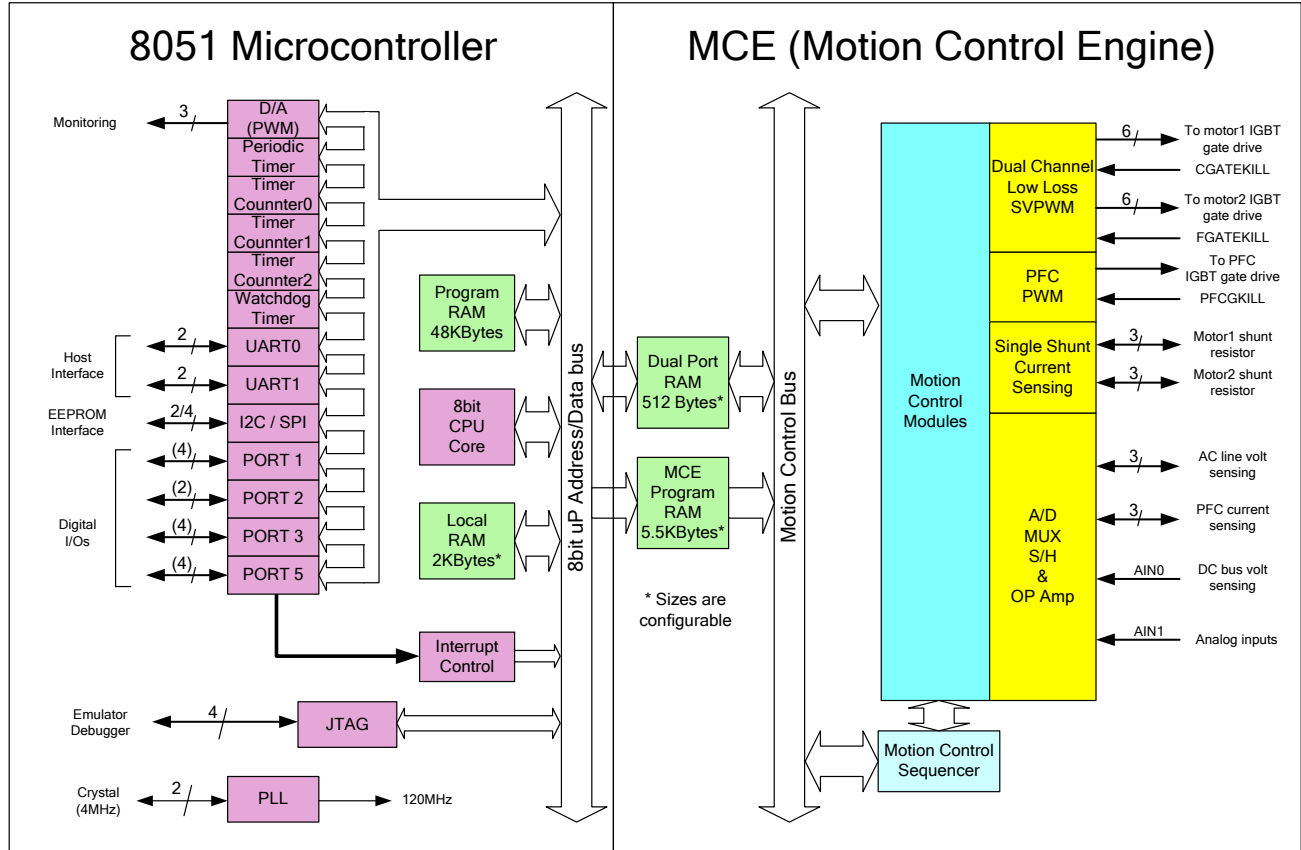 8051 Microcontroller
MCE (Motion Control Engine)
Monitoring
3
D/A
(PWM)
Periodic
Timer
Timer
Counnter0
Timer
Counnter1
Timer
Counnter2
Watchdog
Timer
Host
Interface
2
UART0
2
UART1
EEPROM
Interface
2/4
I2C / SPI
Digital
I/Os
(4)
PORT 1
(2)
PORT 2
(4)
PORT 3
(4)
PORT 5
Program
RAM
48KBytes
8bit
CPU
Core
Local
RAM
2KBytes*
Interrupt
Control
Emulator
Debugger
4
JTAG
Crystal
(4MHz)
2
PLL
120MHz
8bit uP Address/Data bus
Dual Port
RAM
512 Bytes*
MCE
Program
RAM
5.5KBytes*
* Sizes are
configurable
Motion Control Bus
Motion
Control
Modules
Motion Control
Sequencer
Dual Channel
Low Loss
SVPWM
PFC
PWM
Single Shunt
Current
Sensing
A/D
MUX
S/H
&
OP Amp
6
To motor1 IGBT
gate drive
CGATEKILL
6
To motor2 IGBT
gate drive
FGATEKILL
To PFC
IGBT gate drive
PFCGKILL
3
Motor1 shunt
resistor
3
Motor2 shunt
resistor
3
AC line volt
sensing
3
PFC current
sensing
AIN0
DC bus volt
sensing
AIN1
Analog inputs